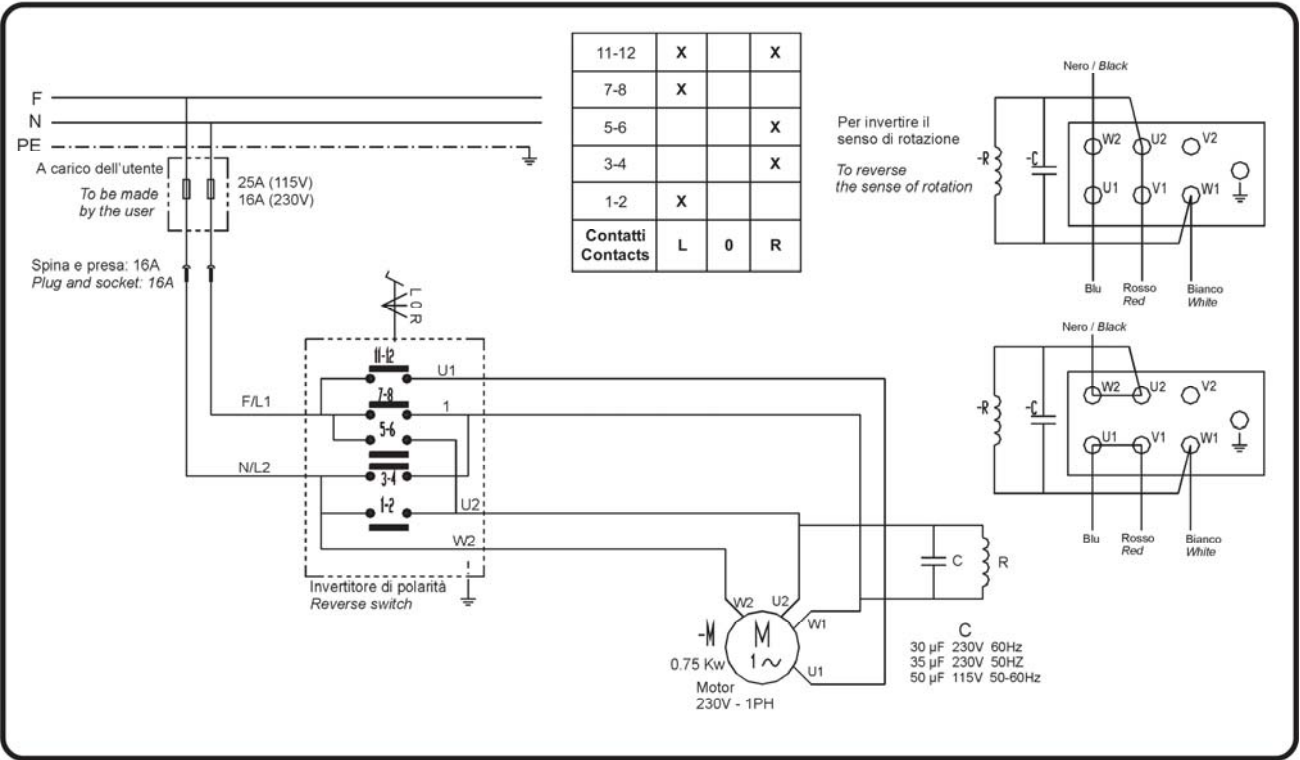 F
N
PE
A carico dell'utente
To be made
by the user
25A (115V)
16A (230V)
Spina e presa: 16A
Plug and socket: 16A
11-12 X X
7-8 X
5-6 X
3-4 X
1-2 X
Contatti
Contacts L 0 R
Per invertire il
senso di rotazione
To reverse
the sense of rotation
Nero / Black
-R
-C
W2 U2 V2
U1 V1 W1
Blu
Rosso
Red
Bianco
White
Nero / Black
-R
-C
W2 U2 V2
U1 V1 W1
Blu
Rosso
Red
Bianco
White
L
0
R
11-12
U1
7-8
F/L1
1
5-6
N/L2
3-4
1-2
U2
W2
Invertitore di polarità
Reverse switch
C
R
W2 U2
W1
U1
-M
M
1~
0.75 Kw
Motor
230V - 1PH
C
30 µF 230V 60Hz
35 µF 230V 50HZ
50 µF 115V 50-60Hz